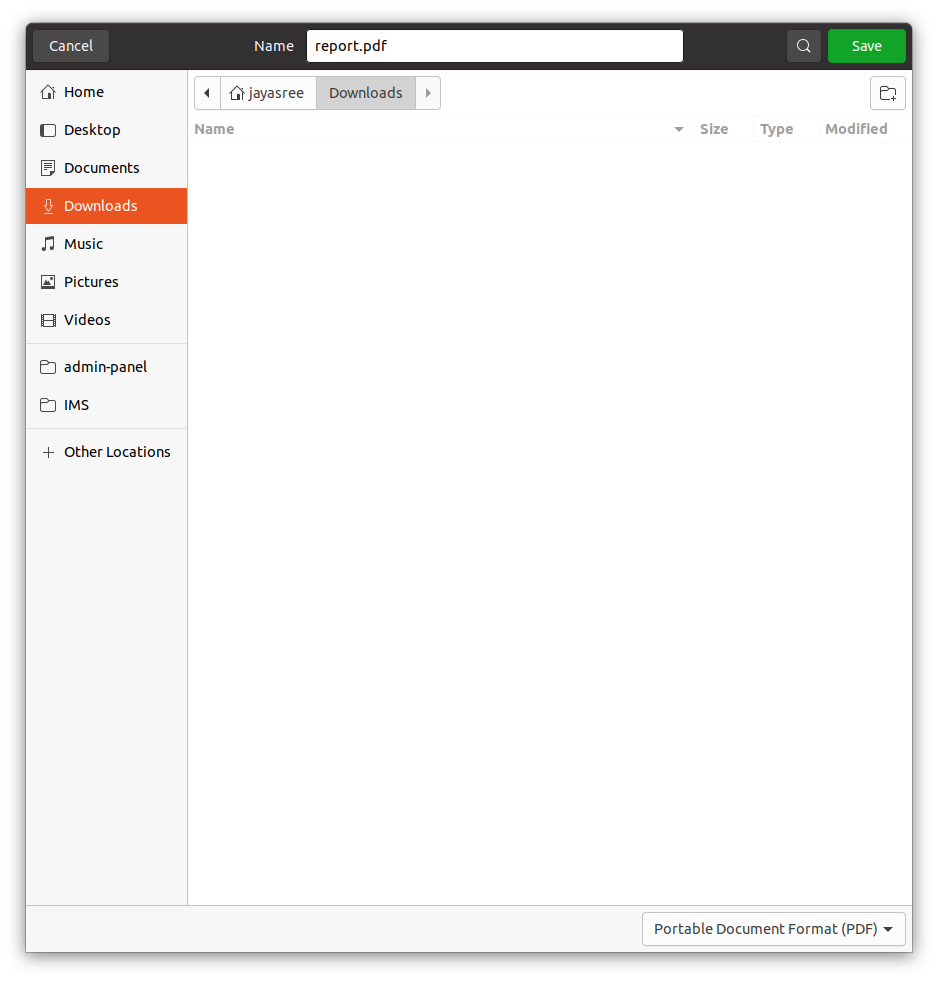 Cancel Name report.pdf Save
Home
Desktop
Documents
Downloads
Music
Pictures
Videos
admin-panel
IMS
Other Locations
jayasree Downloads
Name Size Type Modified
Portable Document Format (PDF)